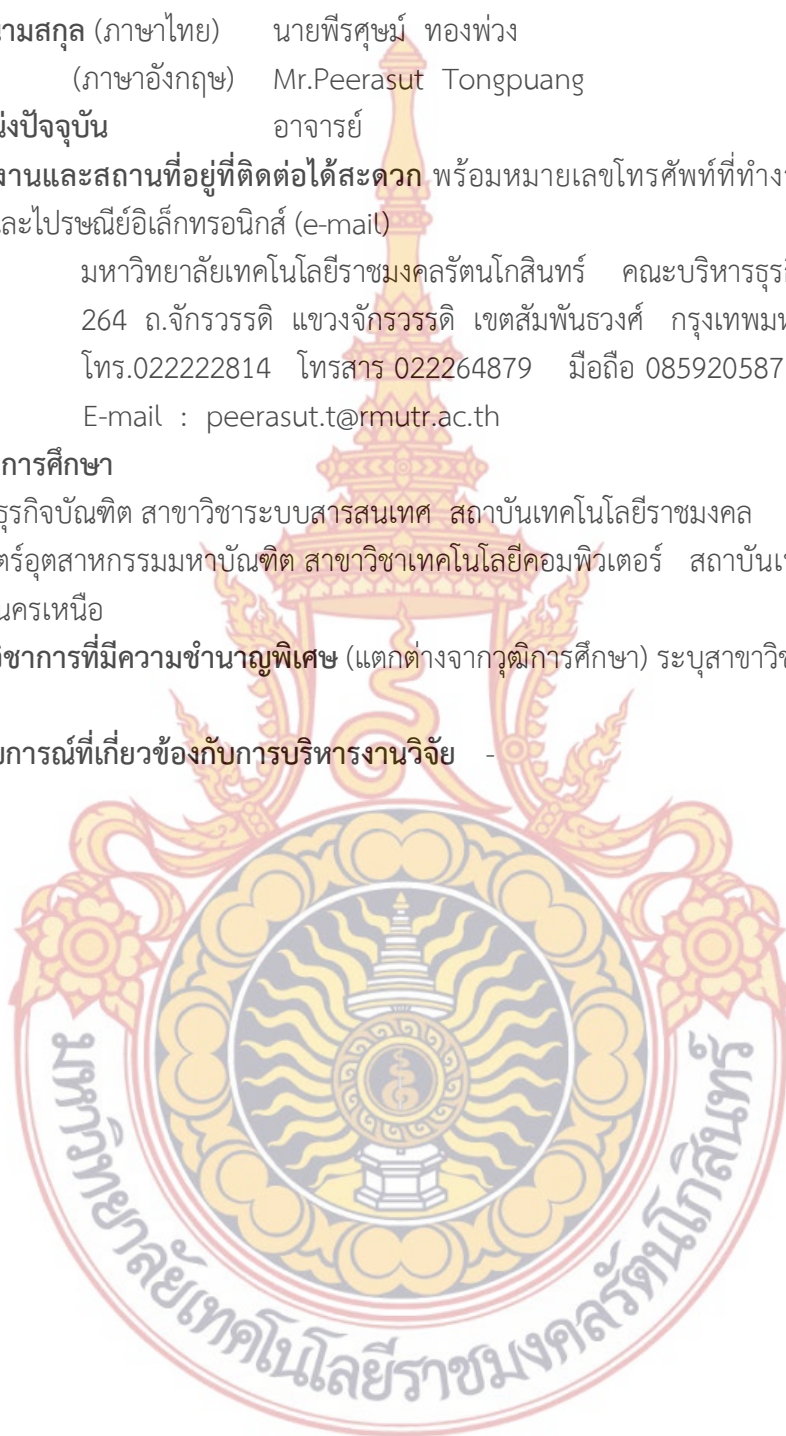 นามสกุล (ภาษาไทย) นายพีรศุษม์ ทองพ่วง
(ภาษาอังกฤษ) Mr.Peerasut Tongpuang
น่งปัจจุบัน อาจารย์
งานและสถานที่อยู่ที่ติดต่อได้สะดวก พร้อมหมายเลขโทรศัพท์ที่ทำงา
และไปรษณีย์อิเล็กทรอนิกส์ (e-mail)
มหาวิทยาลัยเทคโนโลยีราชมงคลรัตนโกสินทร์ คณะบริหารธุรกิ
264 ถ.จักรวรรดิ แขวงจักรวรรดิ เขตสัมพันธวงศ์ กรุงเทพมห
โทร.022222814 โทรสาร 022264879 มือถือ 085920587
E-mail : peerasut.t@rmutr.ac.th
การศึกษา
ธุรกิจบัณฑิต สาขาวิชาระบบสารสนเทศ สถาบันเทคโนโลยีราชมงคล
ตร์อุตสาหกรรมมหาบัณฑิต สาขาวิชาเทคโนโลยีคอมพิวเตอร์ สถาบันเท
นครเหนือ
วิชาการที่มีความชำนาญพิเศษ (แตกต่างจากวุฒิการศึกษา) ระบุสาขาวิช
บการณ์ที่เกี่ยวข้องกับการบริหารงานวิจัย -
มหาวิทยาลัยเทคโนโลยีราชมงคลรัตนโกสินทร์